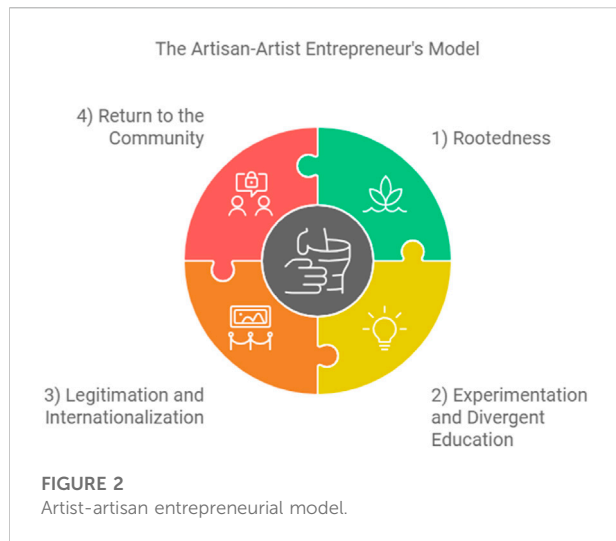 The Artisan-Artist Entrepreneur's Model
4) Return to the
Community
1) Rootedness
3) Legitimation and
Internationalization
2) Experimentation
and Divergent
Education
FIGURE 2
Artist-artisan entrepreneurial model.